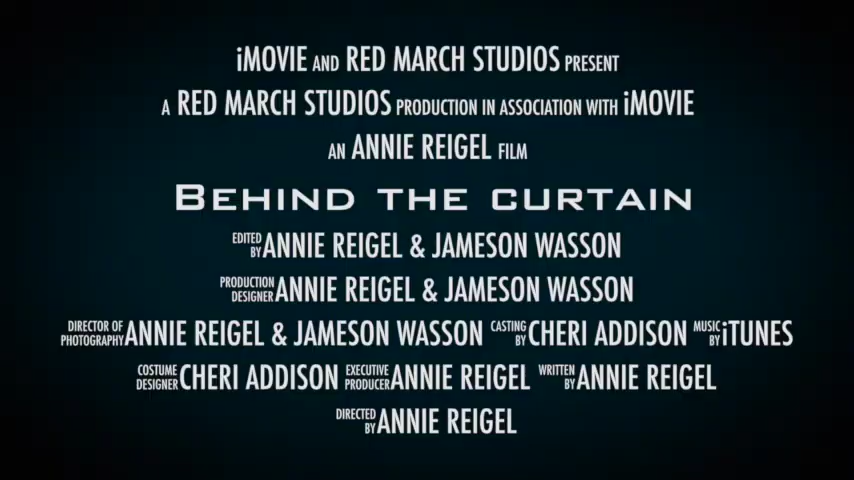 iMOVIE AND RED MARCH STUDIOS PRESENT
A RED MARCH STUDIOS PRODUCTION IN ASSOCIATION WITH iMOVIE
AN ANNIE REIGEL FILM
BEHIND THE CURTAIN
EDITED BY ANNIE REIGEL & JAMESON WASSON
PRODUCTION DESIGNER ANNIE REIGEL & JAMESON WASSON
DIRECTOR OF PHOTOGRAPHY ANNIE REIGEL & JAMESON WASSON CASTING BY CHERI ADDISON MUSIC BY iTUNES
COSTUME DESIGNER CHERI ADDISON EXECUTIVE PRODUCER ANNIE REIGEL WRITTEN BY ANNIE REIGEL
DIRECTED BY ANNIE REIGEL